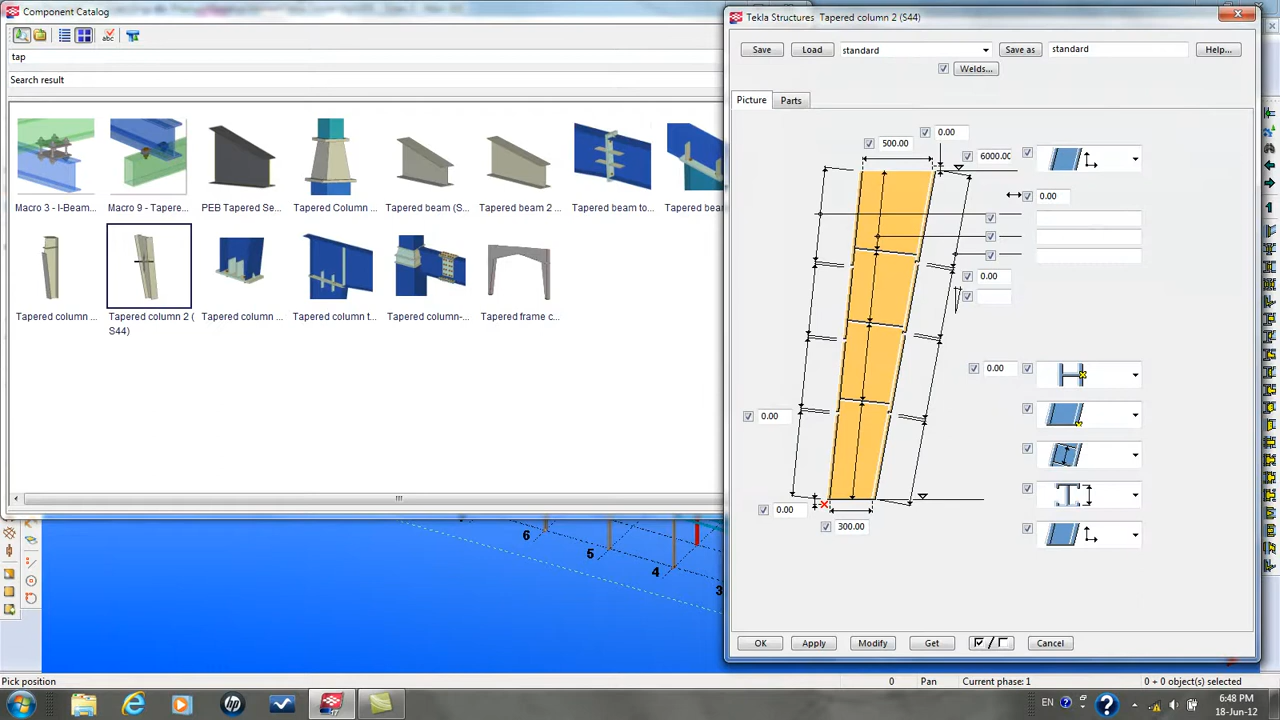 Component Catalog
tap
Search result
Macro 3 - I-Beam...
Macro 9 - Tapere...
PEB Tapered Se...
Tapered Column ...
Tapered beam (S...
Tapered beam 2 ...
Tapered beam to...
Tapered bear
Tapered column ...
Tapered column 2 (
S44)
Tapered column ...
Tapered column t...
Tapered column-...
Tapered frame c...
6
5
4
3
Tekla Structures Tapered column 2 (S44)
Save
Load
standard
Save as
standard
Help...
Welds...
Picture
Parts
0.00
500.00
6000.00
0.00
0.00
0.00
0.00
0.00
300.00
OK
Apply
Modify
Get
/
Cancel
Pick position
0
Pan
Current phase: 1
0 + 0 object(s) selected
EN
6:48 PM
18-Jun-12